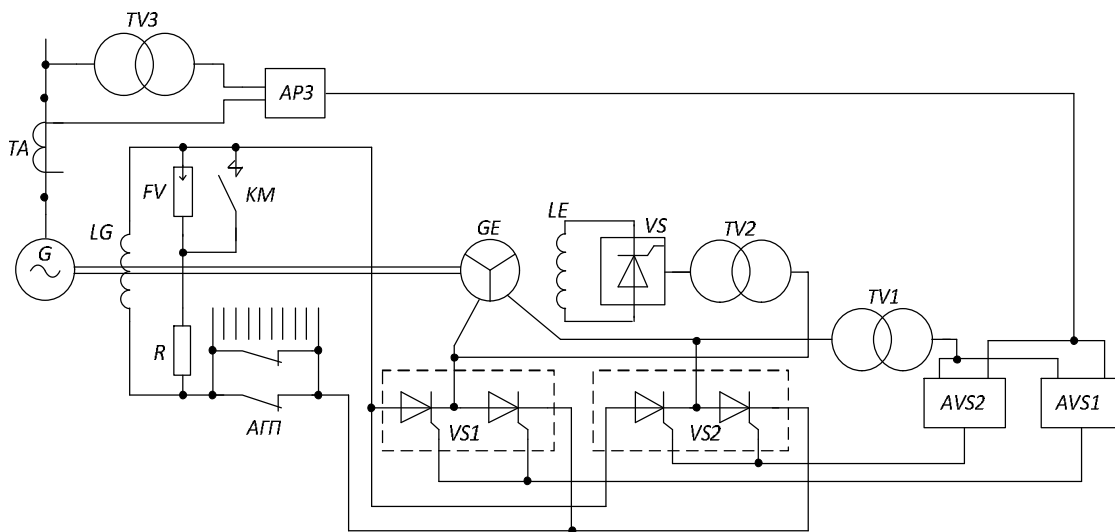 TV3
АРЗ
TA
FV
KM
LE
VS
TV2
LG
GE
G
TV1
R
AVS2
AVS1
АГП
VS1
VS2